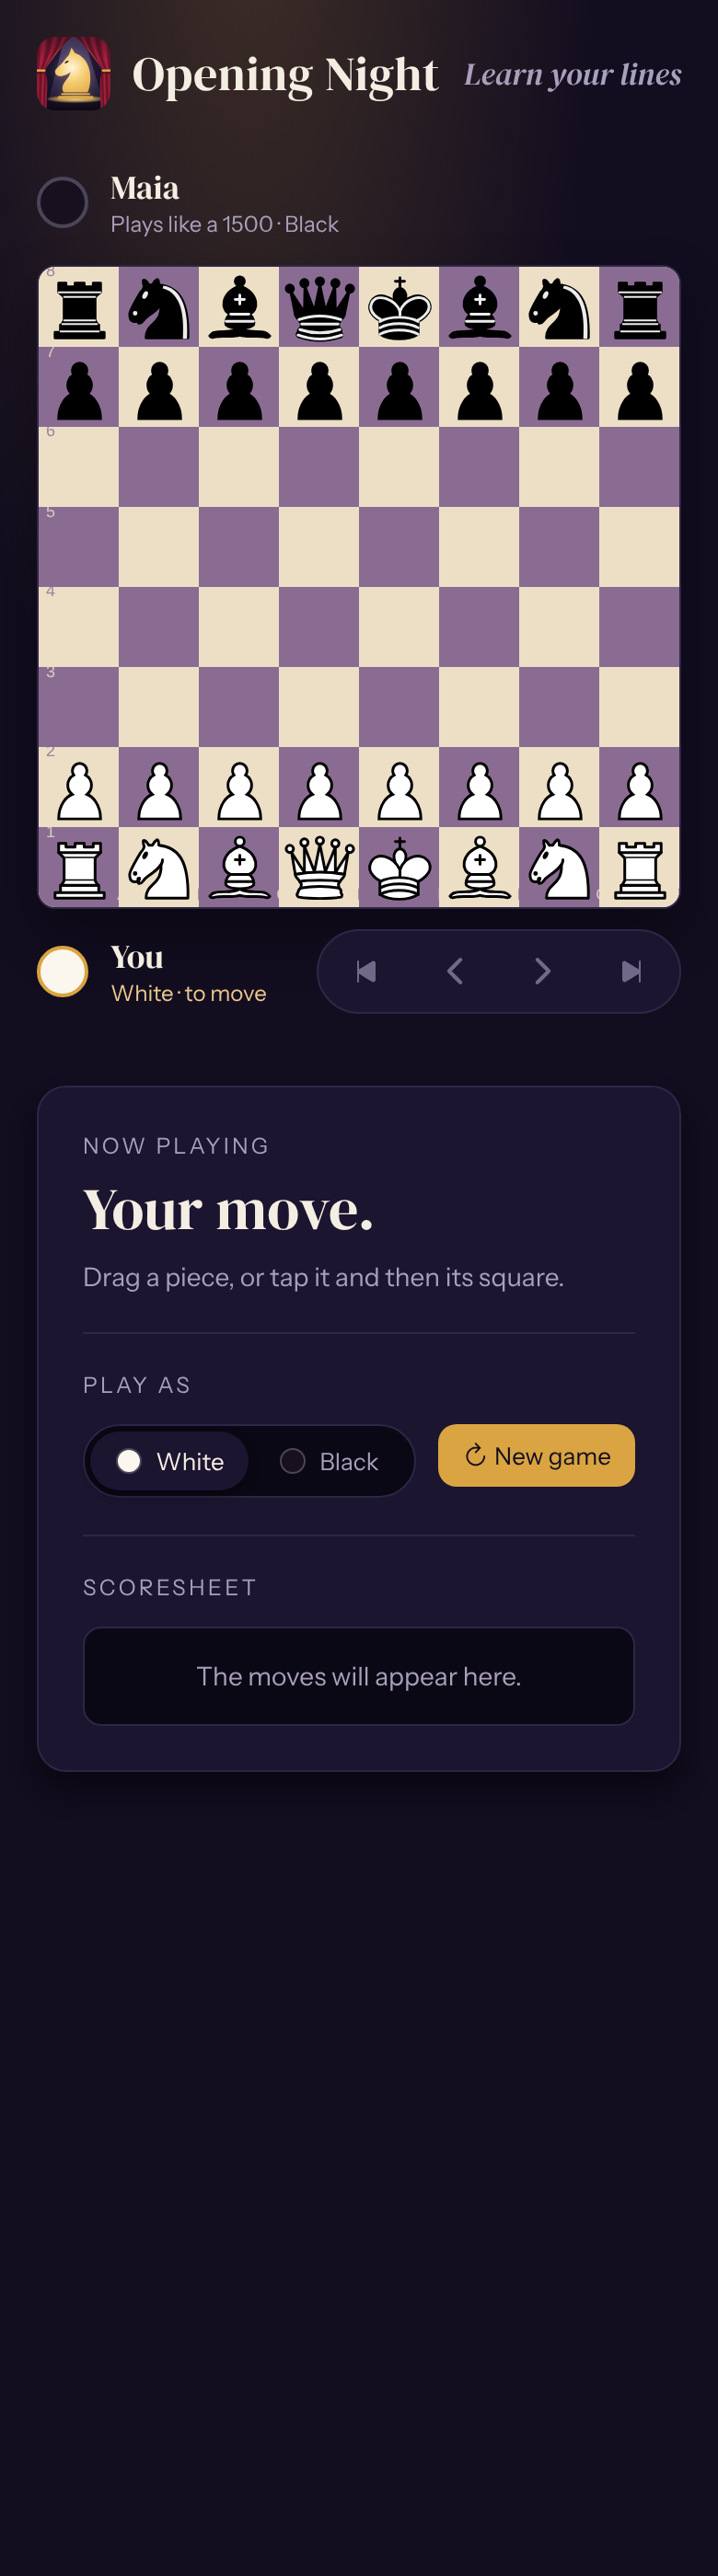 Opening Night Learn your lines
Maia
Plays like a 1500 · Black
8
7
6
5
4
3
2
1
You
White · to move
NOW PLAYING
Your move.
Drag a piece, or tap it and then its square.
PLAY AS
White Black New game
SCORESHEET
The moves will appear here.